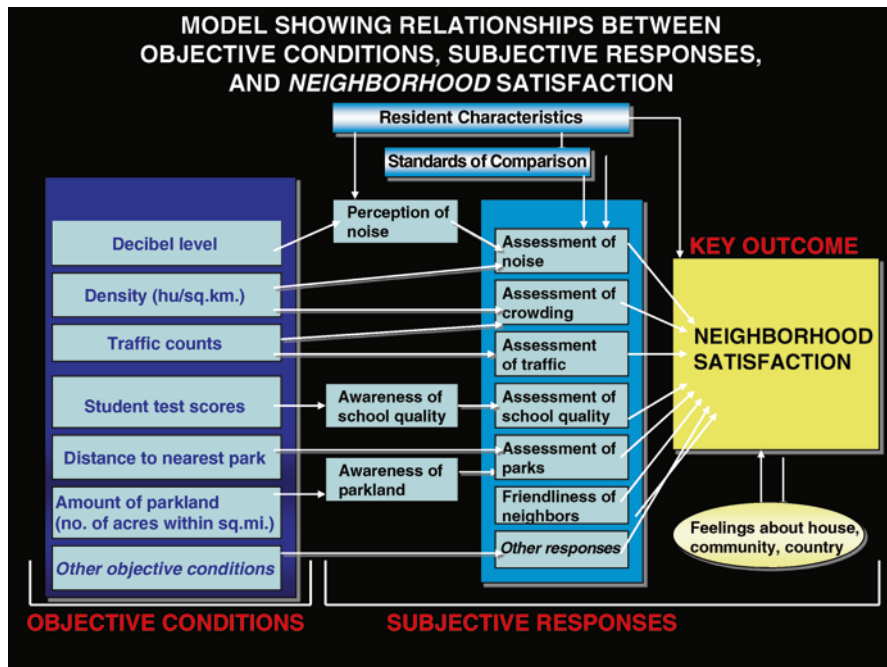 MODEL SHOWING RELATIONSHIPS BETWEEN
OBJECTIVE CONDITIONS, SUBJECTIVE RESPONSES,
AND NEIGHBORHOOD SATISFACTION
Resident Characteristics
Standards of Comparison
Decibel level
Density (hu/sq.km.)
Traffic counts
Student test scores
Distance to nearest park
Amount of parkland
(no. of acres within sq.mi.)
Other objective conditions
Perception of
noise
Awareness of
school quality
Awareness of
parkland
Assessment of
noise
Assessment of
crowding
Assessment
of traffic
Assessment of
school quality
Assessment of
parks
Friendliness of
neighbors
Other responses
KEY OUTCOME
NEIGHBORHOOD
SATISFACTION
Feelings about house,
community, country
OBJECTIVE CONDITIONS
SUBJECTIVE RESPONSES